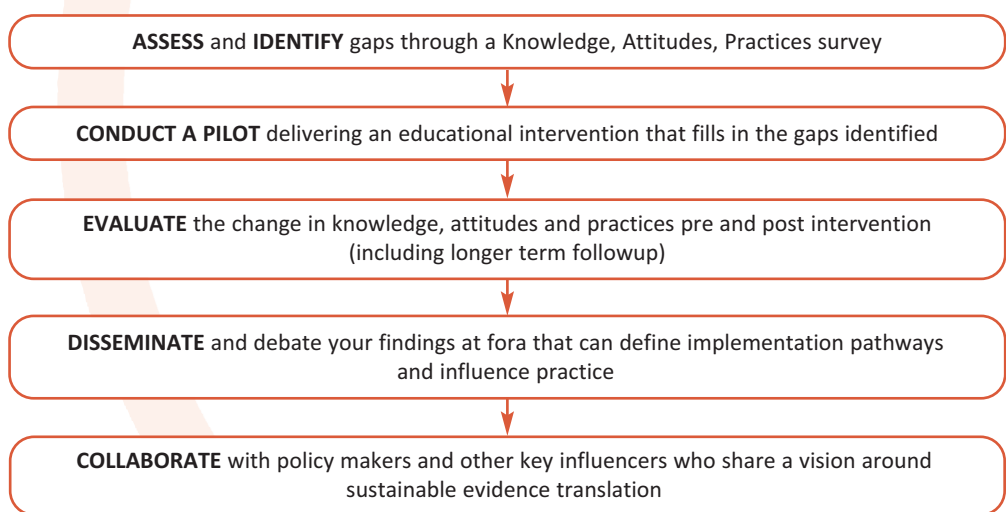 ASSESS and IDENTIFY gaps through a Knowledge, Attitudes, Practices survey
CONDUCT A PILOT delivering an educational intervention that fills in the gaps identified
EVALUATE the change in knowledge, attitudes and practices pre and post intervention
(including longer term followup)
DISSEMINATE and debate your findings at fora that can define implementation pathways
and influence practice
COLLABORATE with policy makers and other key influencers who share a vision around
sustainable evidence translation